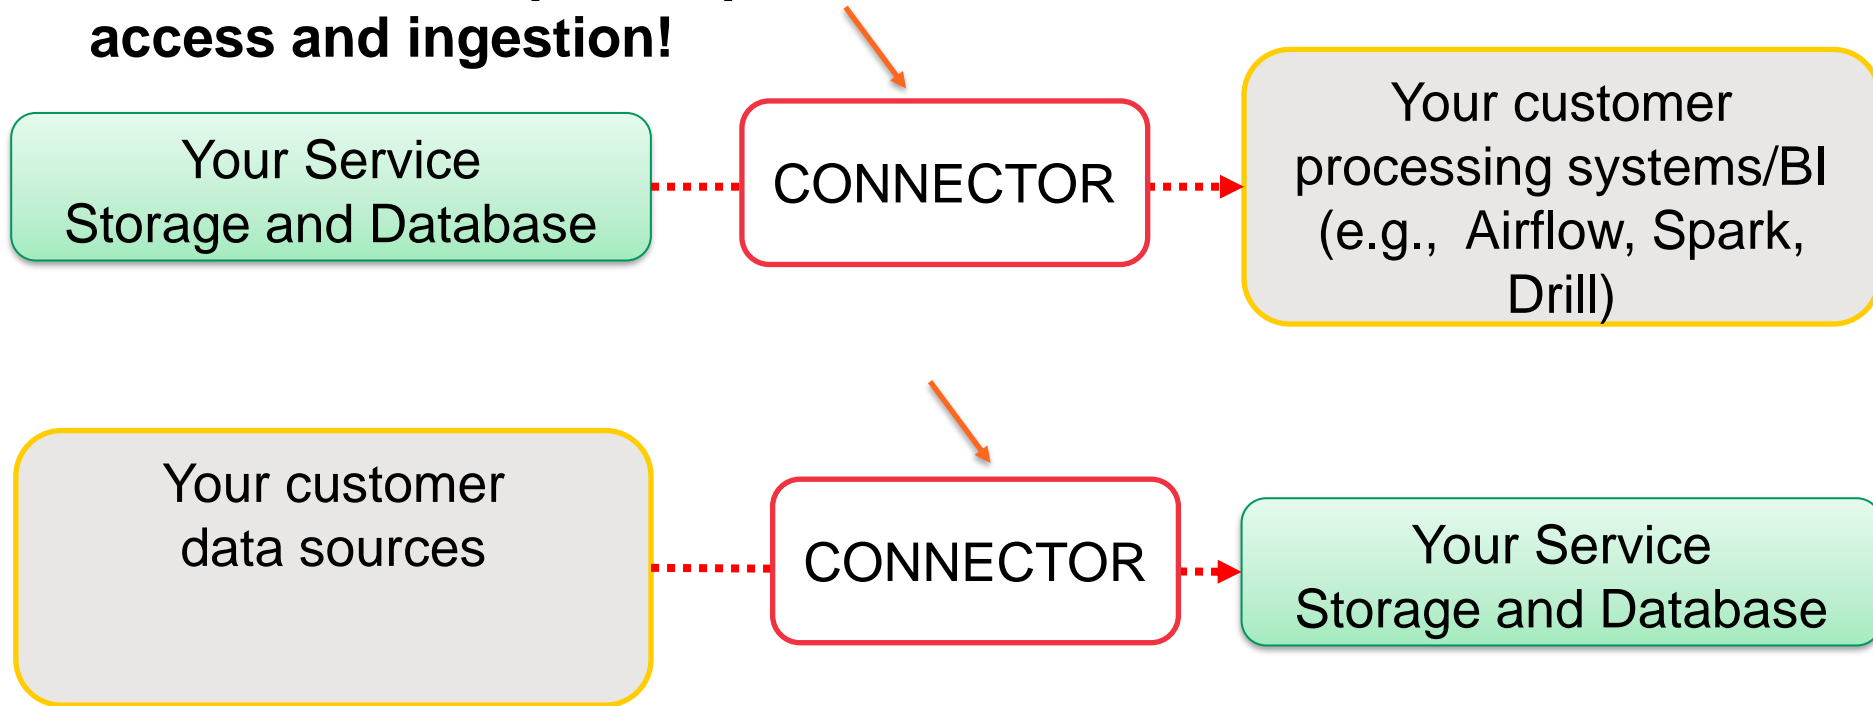 access and ingestion!
Your Service
Storage and Database
CONNECTOR
Your customer
processing systems/BI
(e.g., Airflow, Spark,
Drill)
Your customer
data sources
CONNECTOR
Your Service
Storage and Database